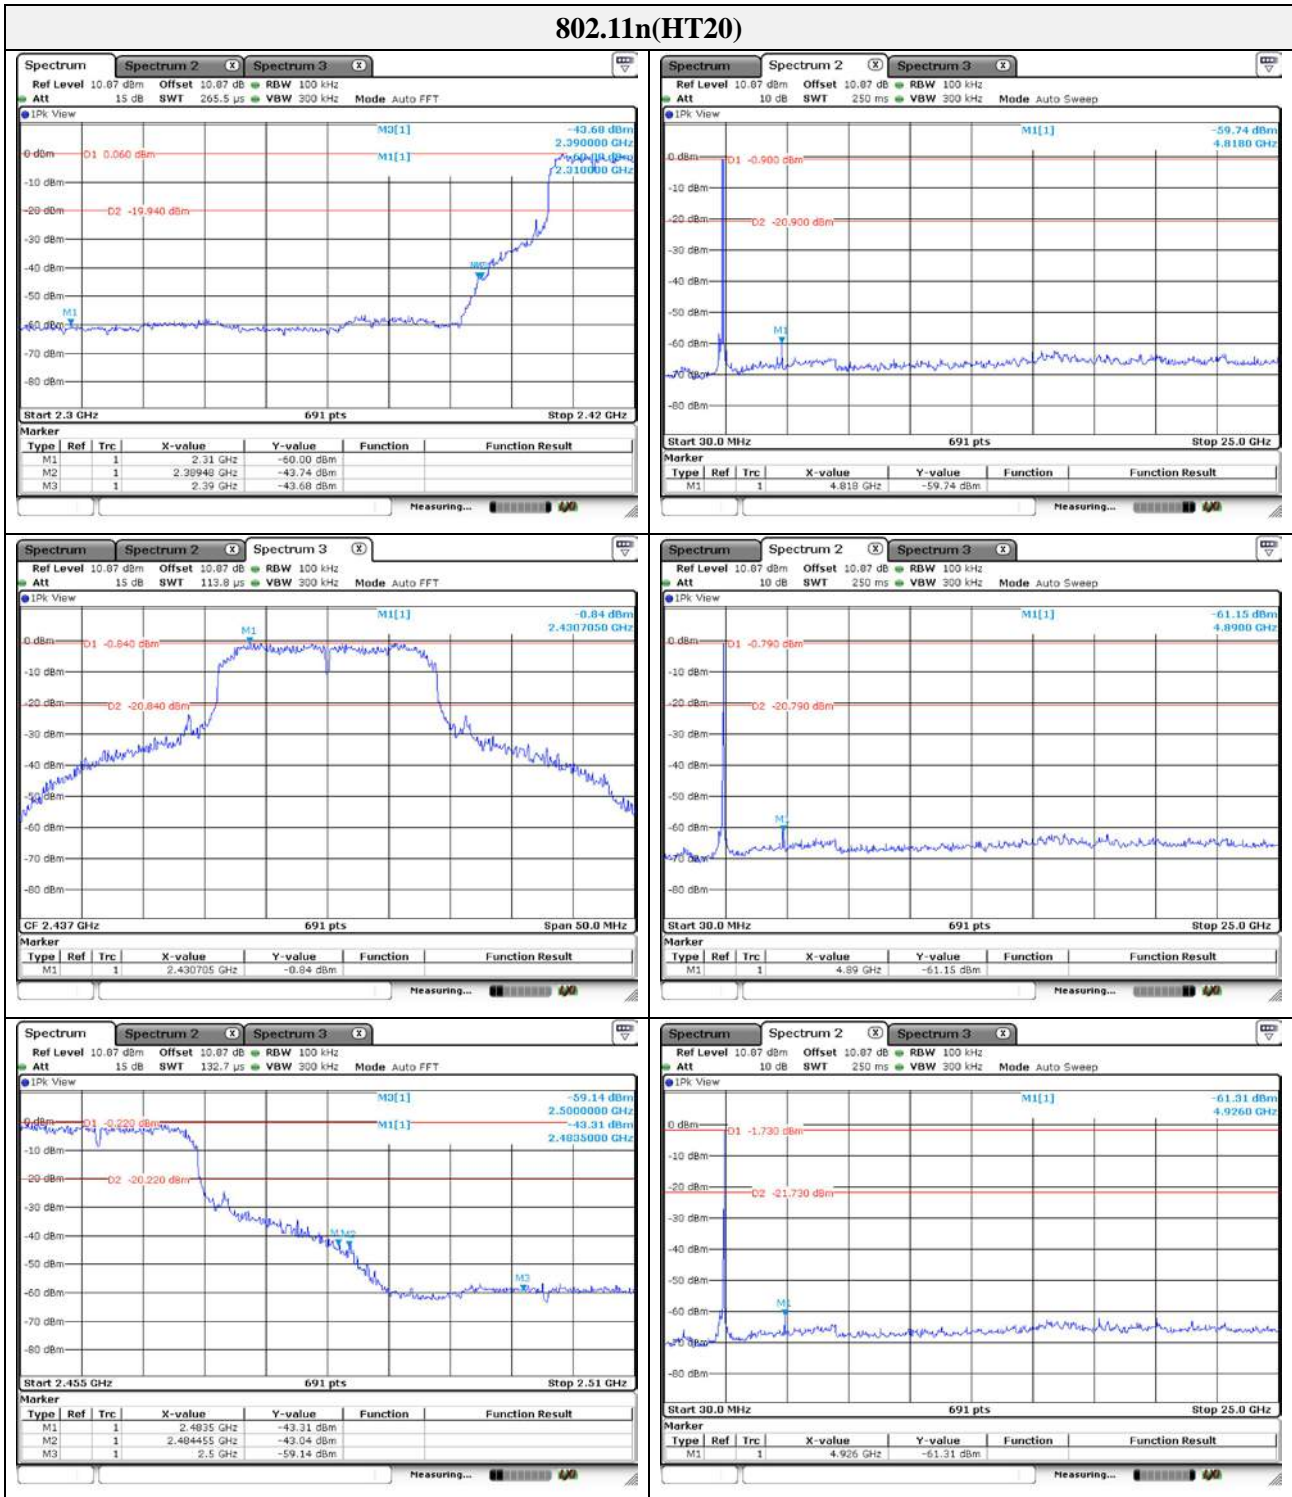 802.11n(HT20)
Spectrum Spectrum 2 Spectrum 3
Ref Level 10.87 dBm Offset 10.87 dB RBW 100 kHz
Att 15 dB SWT 265.5 µs VBW 300 kHz Mode Auto FFT
1Pk View
M3[1] -43.68 dBm
2.390000 GHz
0 dBm D1 0.060 dBm M1[1]
2.310000 GHz
-10 dBm
-20 dBm D2 -19.940 dBm
-30 dBm
-40 dBm
-50 dBm
M1
-60 dBm
-70 dBm
-80 dBm
Start 2.3 GHz 691 pts Stop 2.42 GHz
Marker
Type Ref Trc X-value Y-value Function Function Result
M1 1 2.31 GHz -60.00 dBm
M2 1 2.38948 GHz -43.74 dBm
M3 1 2.39 GHz -43.68 dBm
Measuring...
Spectrum Spectrum 2 Spectrum 3
Ref Level 10.87 dBm Offset 10.87 dB RBW 100 kHz
Att 10 dB SWT 250 ms VBW 300 kHz Mode Auto Sweep
1Pk View
M1[1] -59.74 dBm
4.8180 GHz
0 dBm D1 -0.900 dBm
-10 dBm
-20 dBm D2 -20.900 dBm
-30 dBm
-40 dBm
-50 dBm
-60 dBm M1
-70 dBm
-80 dBm
Start 30.0 MHz 691 pts Stop 25.0 GHz
Marker
Type Ref Trc X-value Y-value Function Function Result
M1 1 4.818 GHz -59.74 dBm
Measuring...
Spectrum Spectrum 2 Spectrum 3
Ref Level 10.87 dBm Offset 10.87 dB RBW 100 kHz
Att 15 dB SWT 113.8 µs VBW 300 kHz Mode Auto FFT
1Pk View
M1[1] -0.84 dBm
2.4307050 GHz
M1
0 dBm D1 -0.840 dBm
-10 dBm
-20 dBm D2 -20.840 dBm
-30 dBm
-40 dBm
-50 dBm
-60 dBm
-70 dBm
-80 dBm
CF 2.437 GHz 691 pts Span 50.0 MHz
Marker
Type Ref Trc X-value Y-value Function Function Result
M1 1 2.430705 GHz -0.84 dBm
Measuring...
Spectrum Spectrum 2 Spectrum 3
Ref Level 10.87 dBm Offset 10.87 dB RBW 100 kHz
Att 10 dB SWT 250 ms VBW 300 kHz Mode Auto Sweep
1Pk View
M1[1] -61.15 dBm
4.8900 GHz
0 dBm D1 -0.790 dBm
-10 dBm
-20 dBm D2 -20.790 dBm
-30 dBm
-40 dBm
-50 dBm
-60 dBm M1
-70 dBm
-80 dBm
Start 30.0 MHz 691 pts Stop 25.0 GHz
Marker
Type Ref Trc X-value Y-value Function Function Result
M1 1 4.89 GHz -61.15 dBm
Measuring...
Spectrum Spectrum 2 Spectrum 3
Ref Level 10.87 dBm Offset 10.87 dB RBW 100 kHz
Att 15 dB SWT 132.7 µs VBW 300 kHz Mode Auto FFT
1Pk View
M3[1] -59.14 dBm
2.5000000 GHz
0 dBm D1 -0.220 dBm M1[1] -43.31 dBm
2.4835000 GHz
-10 dBm
-20 dBm D2 -20.220 dBm
-30 dBm
-40 dBm M2
-50 dBm
M3
-60 dBm
-70 dBm
-80 dBm
Start 2.455 GHz 691 pts Stop 2.51 GHz
Marker
Type Ref Trc X-value Y-value Function Function Result
M1 1 2.4835 GHz -43.31 dBm
M2 1 2.484455 GHz -43.04 dBm
M3 1 2.5 GHz -59.14 dBm
Measuring...
Spectrum Spectrum 2 Spectrum 3
Ref Level 10.87 dBm Offset 10.87 dB RBW 100 kHz
Att 10 dB SWT 250 ms VBW 300 kHz Mode Auto Sweep
1Pk View
M1[1] -61.31 dBm
4.9260 GHz
0 dBm D1 -1.730 dBm
-10 dBm
-20 dBm D2 -21.730 dBm
-30 dBm
-40 dBm
-50 dBm
-60 dBm M1
-70 dBm
-80 dBm
Start 30.0 MHz 691 pts Stop 25.0 GHz
Marker
Type Ref Trc X-value Y-value Function Function Result
M1 1 4.926 GHz -61.31 dBm
Measuring...